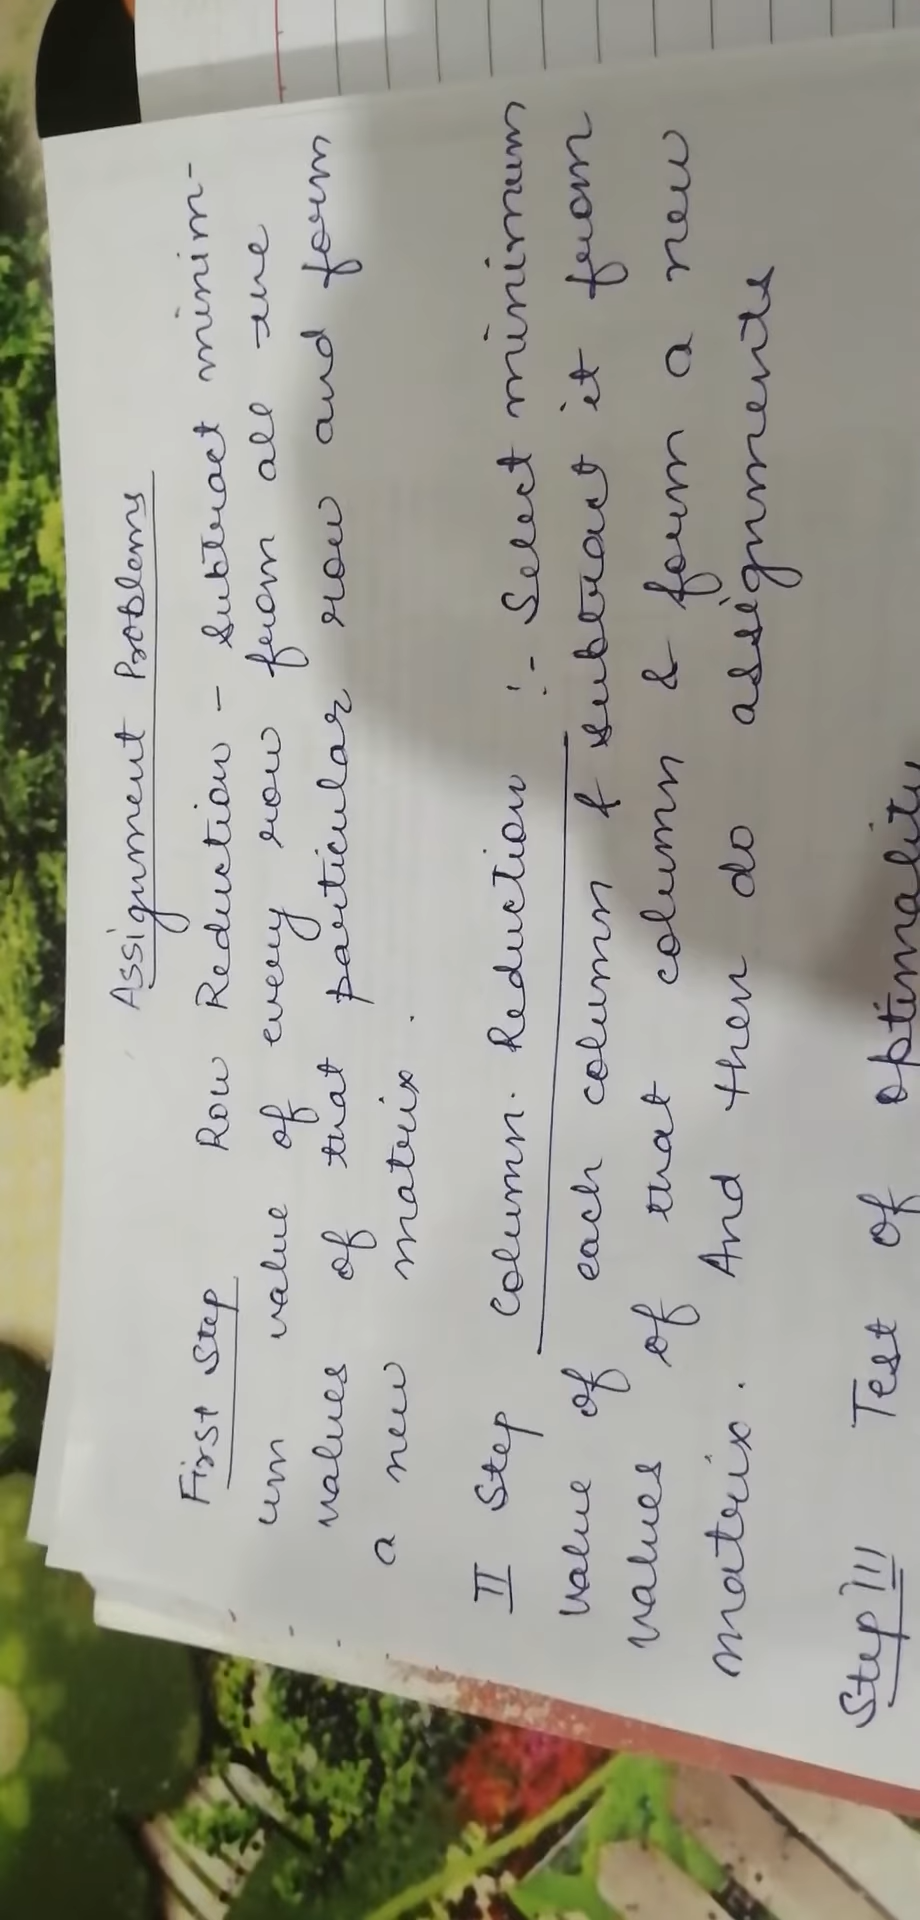 Assignment Problems
First Step Row Reduction - Subtract minim-
um value of every row from all the
values of that particular row and form
a new matrix.
II Step Column Reduction :- Select minimum
value of each column & subtract it from
values of that column & form a new
matrix. And then do assignments
Step III Test of optimality